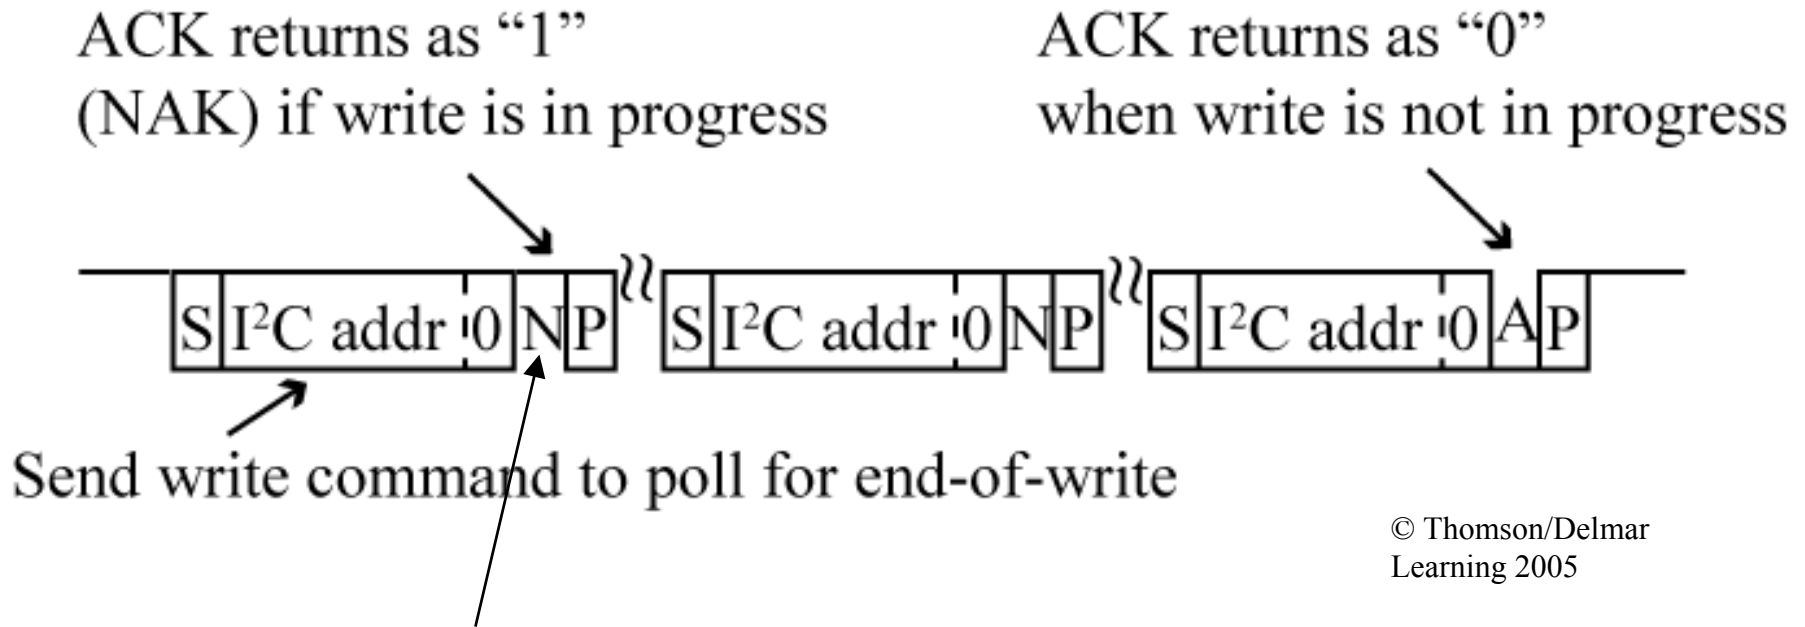 ACK returns as “1”
(NAK) if write is in progress
ACK returns as “0”
when write is not in progress
S I²C addr 0 N P S I²C addr 0 N P S I²C addr 0 A P
Send write command to poll for end-of-write
© Thomson/Delmar
Learning 2005